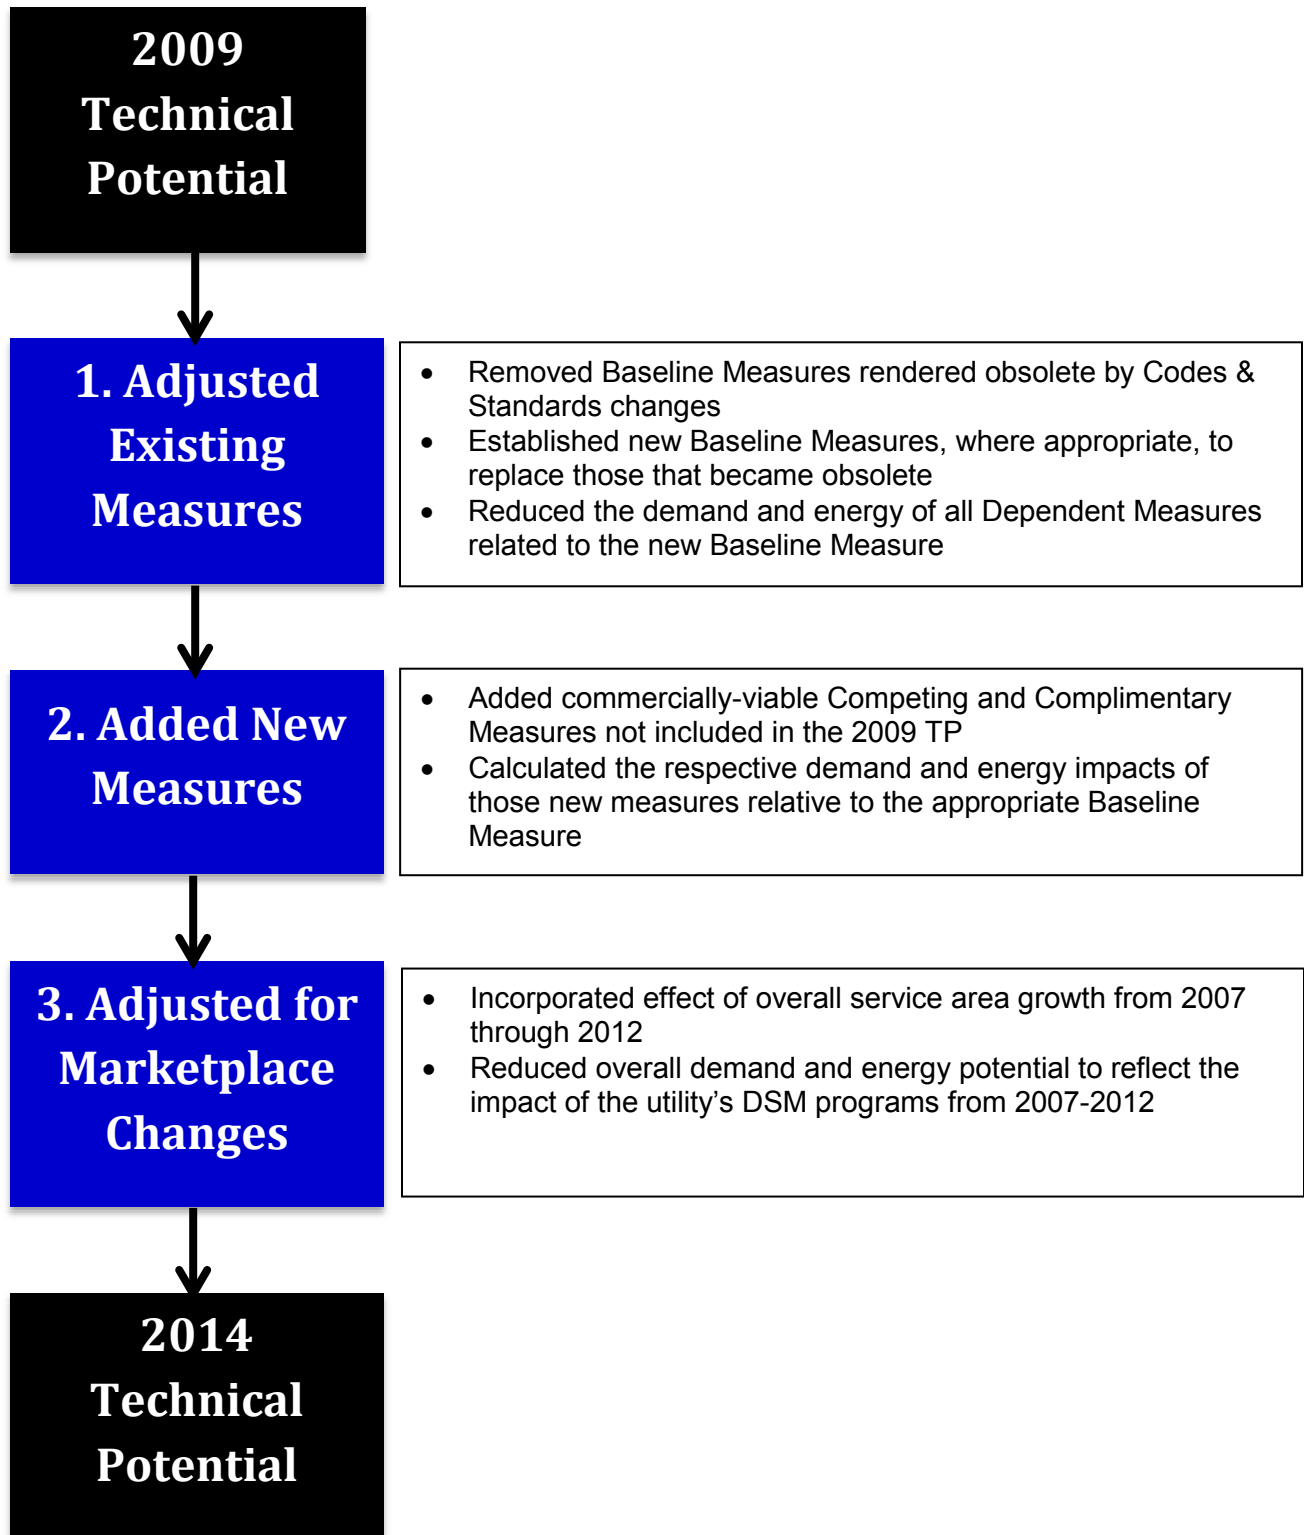 2009
Technical
Potential
1. Adjusted
Existing
Measures
• Removed Baseline Measures rendered obsolete by Codes &
Standards changes
• Established new Baseline Measures, where appropriate, to
replace those that became obsolete
• Reduced the demand and energy of all Dependent Measures
related to the new Baseline Measure
2. Added New
Measures
• Added commercially-viable Competing and Complimentary
Measures not included in the 2009 TP
• Calculated the respective demand and energy impacts of
those new measures relative to the appropriate Baseline
Measure
3. Adjusted for
Marketplace
Changes
• Incorporated effect of overall service area growth from 2007
through 2012
• Reduced overall demand and energy potential to reflect the
impact of the utility’s DSM programs from 2007-2012
2014
Technical
Potential